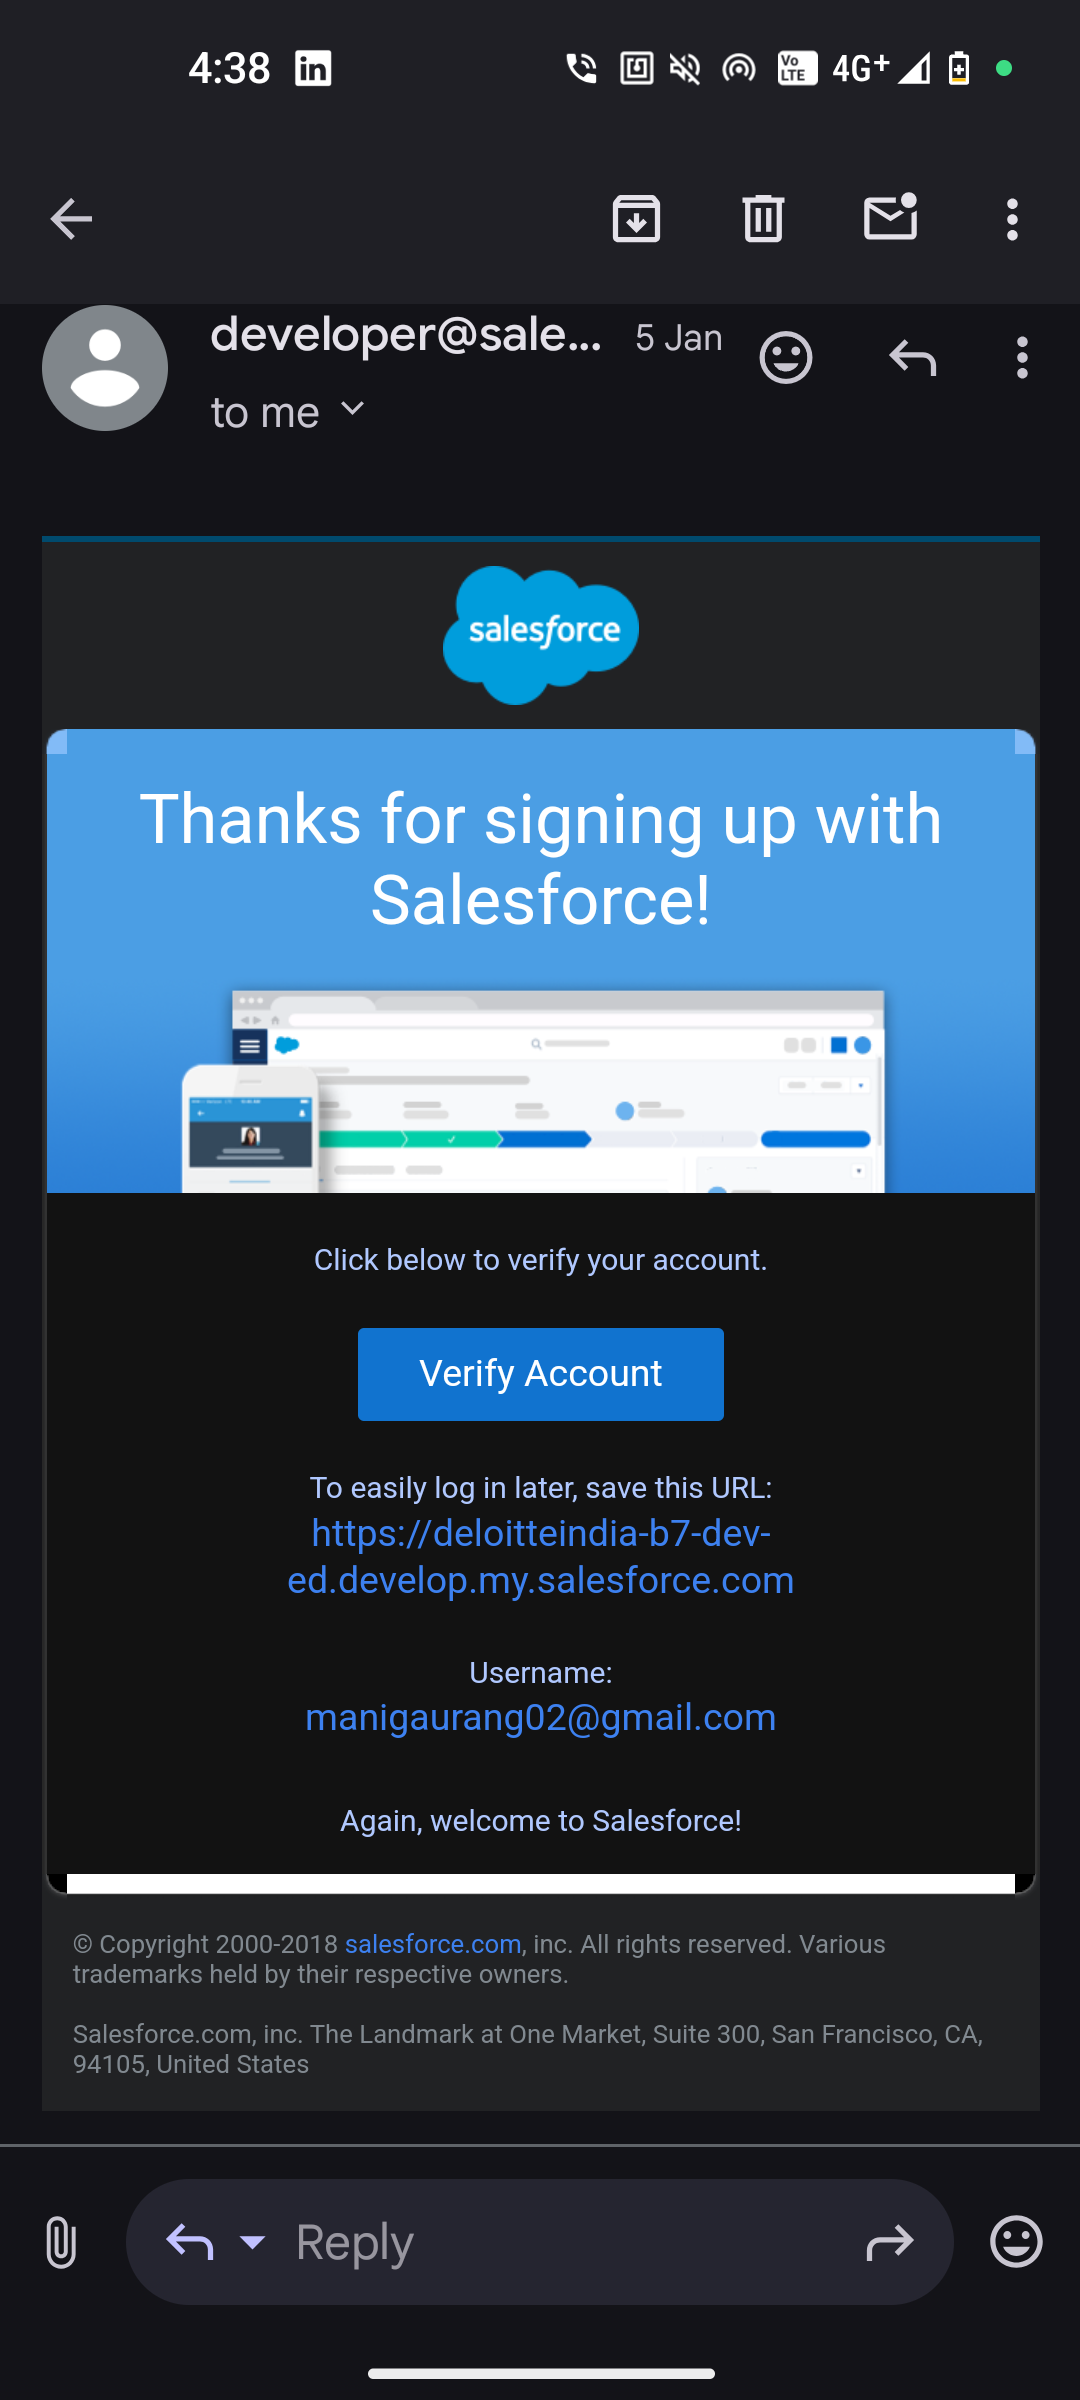 4:38
Vo LTE 4G+
developer@sale... 5 Jan
to me
salesforce
Thanks for signing up with
Salesforce!
Click below to verify your account.
Verify Account
To easily log in later, save this URL:
https://deloitteindia-b7-dev-
ed.develop.my.salesforce.com
Username:
manigaurang02@gmail.com
Again, welcome to Salesforce!
© Copyright 2000-2018 salesforce.com, inc. All rights reserved. Various
trademarks held by their respective owners.
Salesforce.com, inc. The Landmark at One Market, Suite 300, San Francisco, CA,
94105, United States
Reply